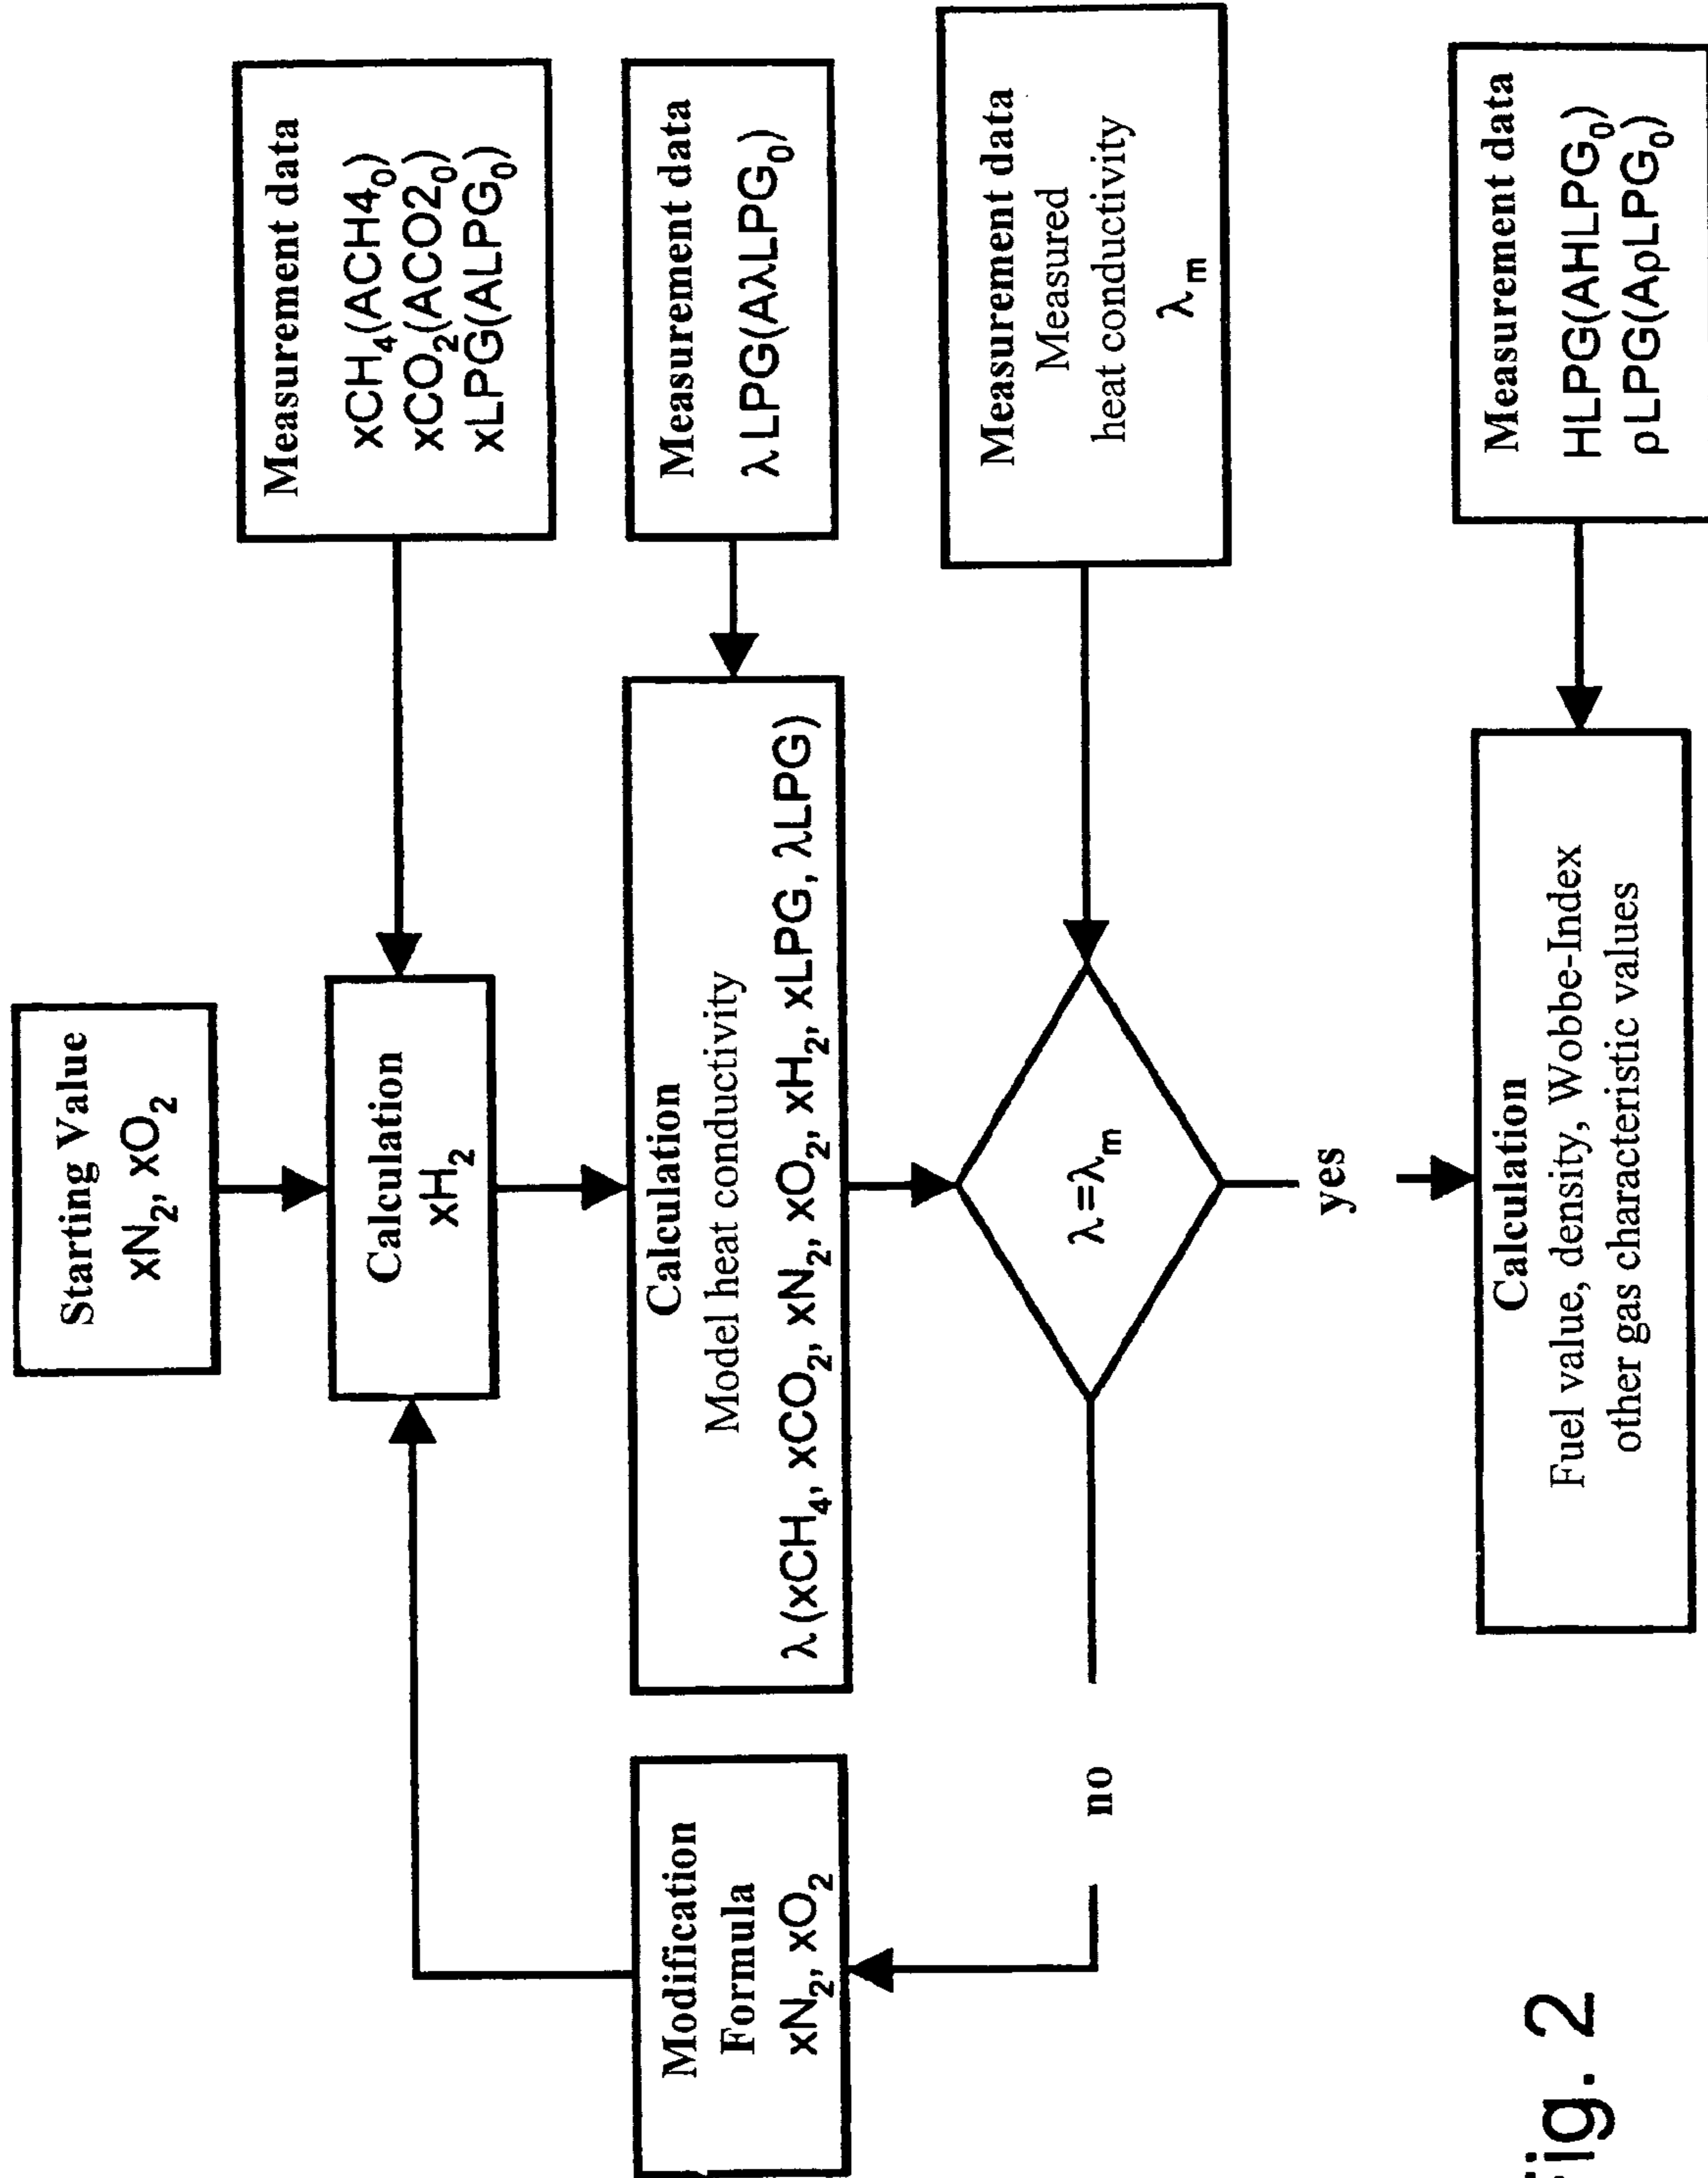 Starting Value
xN₂, xO₂
Measurement data
xCH₄(ACH4₀)
xCO₂(ACO2₀)
xLPG(ALPG₀)
Calculation
xH₂
Measurement data
λLPG(AλLPG₀)
Calculation
Model heat conductivity
λ(xCH₄, xCO₂, xN₂, xO₂, xH₂, xLPG, λLPG)
Modification
Formula
xN₂, xO₂
Measurement data
Measured
heat conductivity
λₘ
λ=λₘ
no
yes
Measurement data
HLPG(AHLPG₀)
ρLPG(AρLPG₀)
Calculation
Fuel value, density, Wobbe-Index
other gas characteristic values
Fig. 2